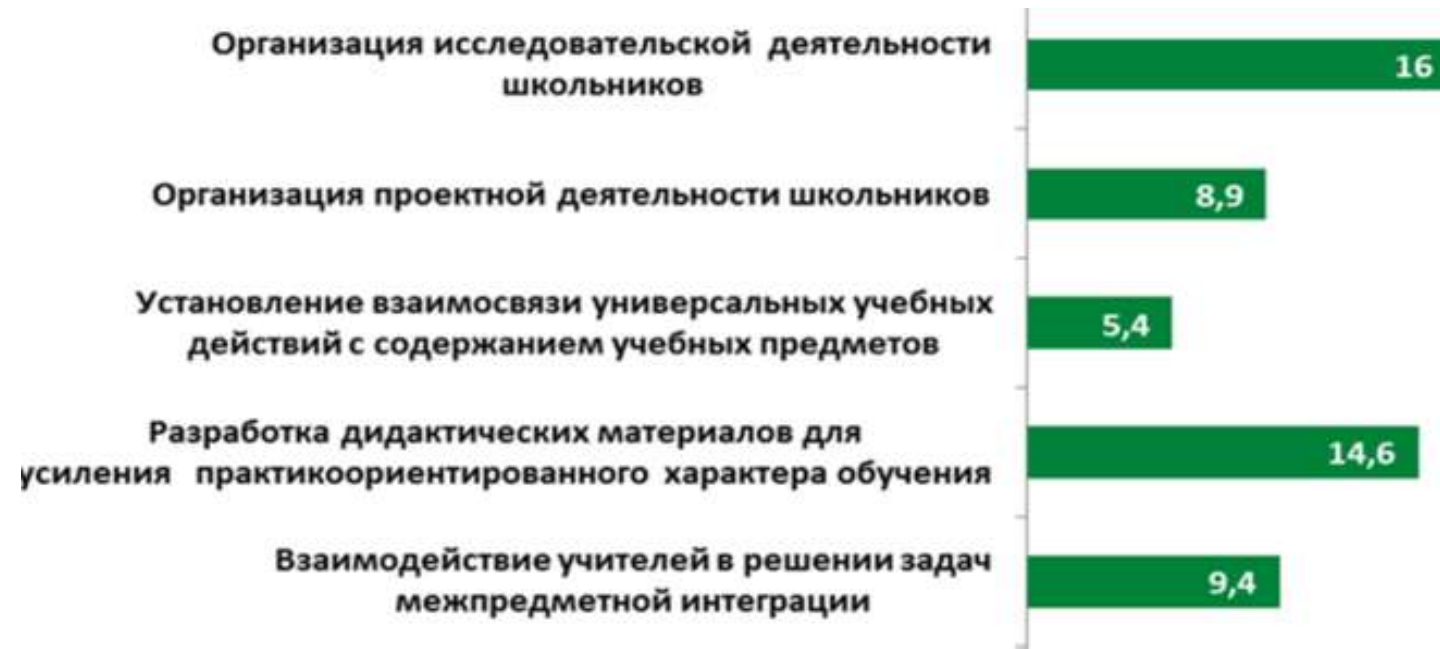 Организация исследовательской деятельности
школьников
16
Организация проектной деятельности школьников
8,9
Установление взаимосвязи универсальных учебных
действий с содержанием учебных предметов
5,4
Разработка дидактических материалов для
усиления практикоориентированного характера обучения
14,6
Взаимодействие учителей в решении задач
межпредметной интеграции
9,4